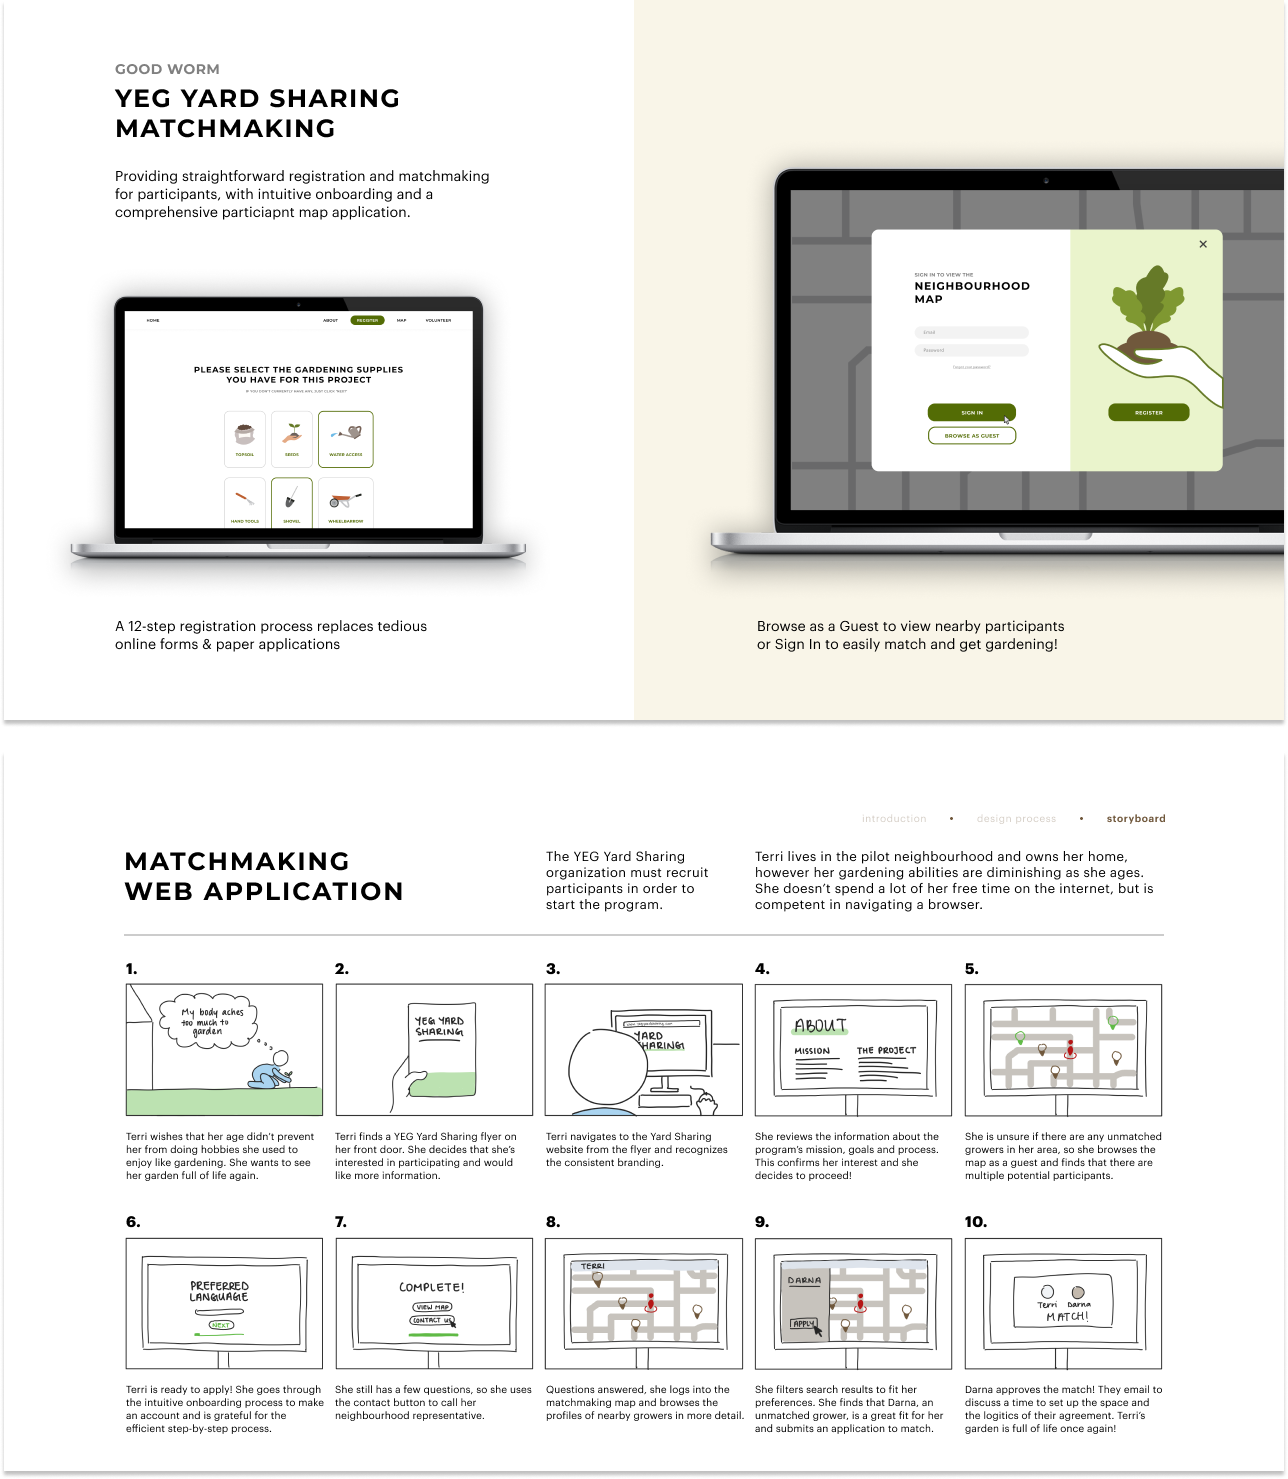 GOOD WORM
YEG YARD SHARING
MATCHMAKING
Providing straightforward registration and matchmaking
for participants, with intuitive onboarding and a
comprehensive particiapnt map application.
HOME
ABOUT
REGISTER
MAP
VOLUNTEER
PLEASE SELECT THE GARDENING SUPPLIES
YOU HAVE FOR THIS PROJECT
IF YOU DON'T CURRENTLY HAVE ANY, JUST CLICK 'NEXT'
TOPSOIL
SEEDS
WATER ACCESS
HAND TOOLS
SHOVEL
WHEELBARROW
A 12-step registration process replaces tedious
online forms & paper applications
SIGN IN TO VIEW THE
NEIGHBOURHOOD
MAP
Email
Password
SIGN IN
BROWSE AS GUEST
REGISTER
Browse as a Guest to view nearby participants
or Sign In to easily match and get gardening!
introduction • design process • storyboard
MATCHMAKING
WEB APPLICATION
The YEG Yard Sharing
organization must recruit
participants in order to
start the program.
Terri lives in the pilot neighbourhood and owns her home,
however her gardening abilities are diminishing as she ages.
She doesn't spend a lot of her free time on the internet, but is
competent in navigating a browser.
1.
My body aches
too much to
garden
Terri wishes that her age didn't prevent
her from doing hobbies she used to
enjoy like gardening. She wants to see
her garden full of life again.
2.
YEG YARD
SHARING!
Terri finds a YEG Yard Sharing flyer on
her front door. She decides that she's
interested in participating and would
like more information.
3.
YARD
SHARING!
Terri navigates to the Yard Sharing
website from the flyer and recognizes
the consistent branding.
4.
ABOUT
MISSION
THE PROJECT
She reviews the information about the
program's mission, goals and process.
This confirms her interest and she
decides to proceed!
5.
She is unsure if there are any unmatched
growers in her area, so she browses the
map as a guest and finds that there are
multiple potential participants.
6.
PREFERRED
LANGUAGE
NEXT
Terri is ready to apply! She goes through
the intuitive onboarding process to make
an account and is grateful for the
efficient step-by-step process.
7.
COMPLETE!
VIEW MAP
CONTACT US
She still has a few questions, so she uses
the contact button to call her
neighbourhood representative.
8.
TERRI
Questions answered, she logs into the
matchmaking map and browses the
profiles of nearby growers in more detail.
9.
DARNA
APPLY
She filters search results to fit her
preferences. She finds that Darna, an
unmatched grower, is a great fit for her
and submits an application to match.
10.
Terri
Darna
MATCH!
Darna approves the match! They email to
discuss a time to set up the space and
the logitics of their agreement. Terri's
garden is full of life once again!